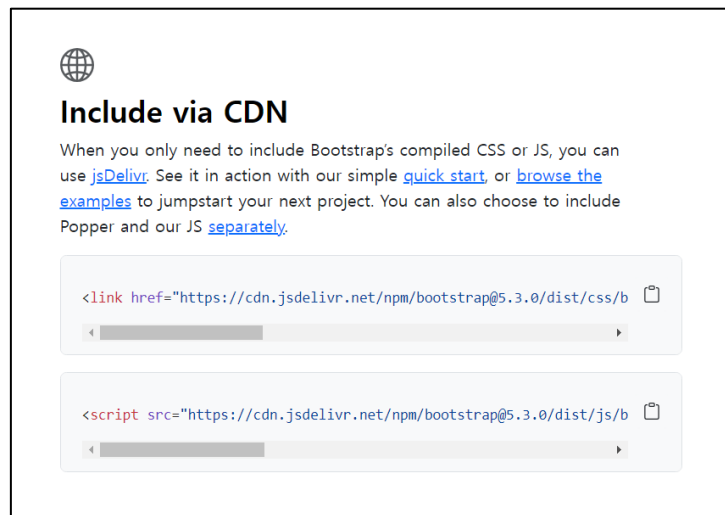 Include via CDN
When you only need to include Bootstrap's compiled CSS or JS, you can
use jsDelivr. See it in action with our simple quick start, or browse the
examples to jumpstart your next project. You can also choose to include
Popper and our JS separately.
<link href="https://cdn.jsdelivr.net/npm/bootstrap@5.3.0/dist/css/b
<script src="https://cdn.jsdelivr.net/npm/bootstrap@5.3.0/dist/js/b